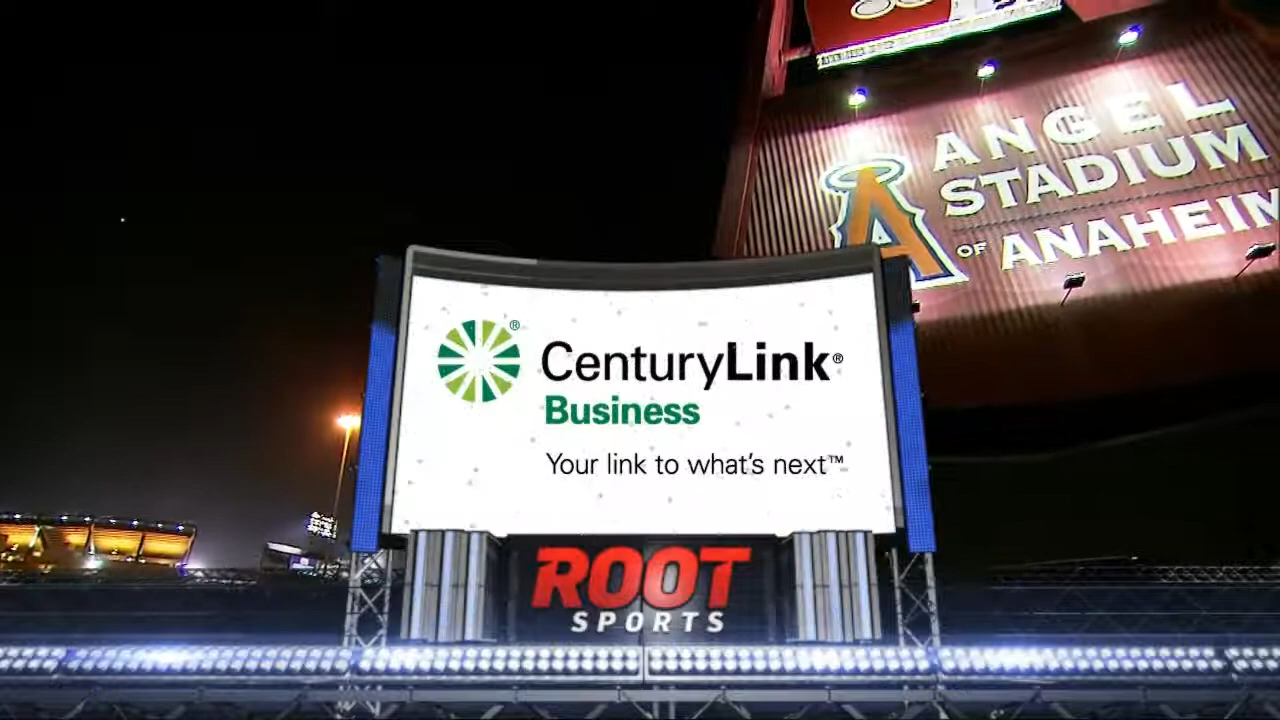 ANGEL
STADIUM
OF ANAHEIM
A
CenturyLink®
®
Business
Your link to what's next™
ROOT
SPORTS